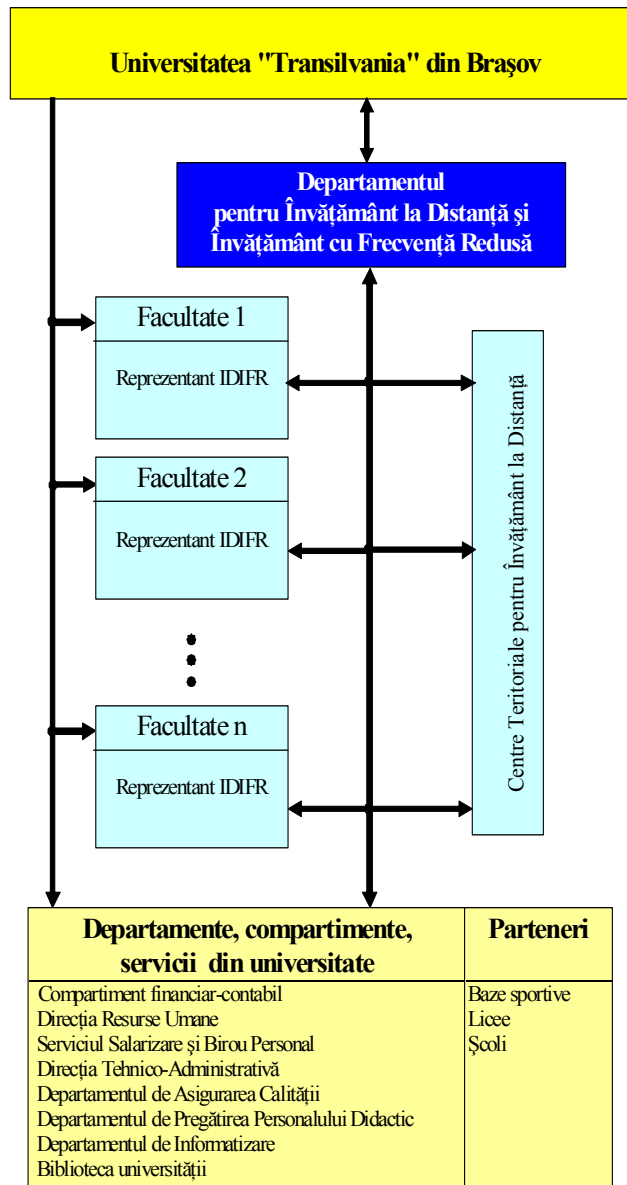 Universitatea "Transilvania" din Braşov
Departamentul
pentru Învăţământ la Distanţă şi
Învăţământ cu Frecvenţă Redusă
Facultate 1
Reprezentant IDIFR
Facultate 2
Reprezentant IDIFR
Facultate n
Reprezentant IDIFR
Centre Teritoriale pentru Învăţământ la Distanţă
Departamente, compartimente,
servicii din universitate
Compartiment financiar-contabil
Direcţia Resurse Umane
Serviciul Salarizare şi Birou Personal
Direcţia Tehnico-Administrativă
Departamentul de Asigurarea Calităţii
Departamentul de Pregătirea Personalului Didactic
Departamentul de Informatizare
Biblioteca universităţii
Parteneri
Baze sportive
Licee
Şcoli